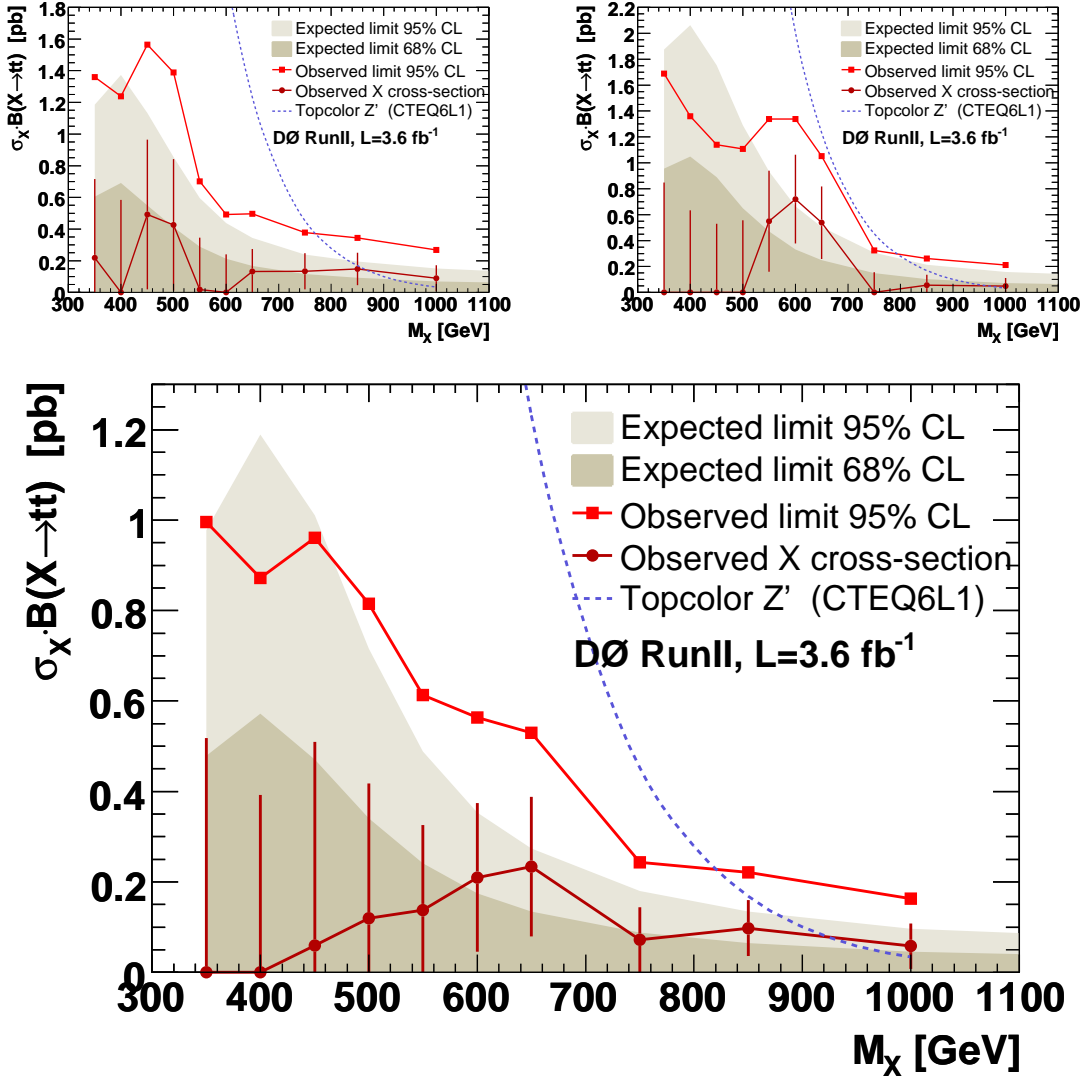 σX·B(X→tt) [pb]
1.8
1.6
1.4
1.2
1
0.8
0.6
0.4
0.2
0
Expected limit 95% CL
Expected limit 68% CL
Observed limit 95% CL
Observed X cross-section
Topcolor Z' (CTEQ6L1)
DØ RunII, L=3.6 fb-1
300 400 500 600 700 800 900 1000 1100
MX [GeV]
σX·B(X→tt) [pb]
2.2
2
1.8
1.6
1.4
1.2
1
0.8
0.6
0.4
0.2
0
Expected limit 95% CL
Expected limit 68% CL
Observed limit 95% CL
Observed X cross-section
Topcolor Z' (CTEQ6L1)
DØ RunII, L=3.6 fb-1
300 400 500 600 700 800 900 1000 1100
MX [GeV]
σX·B(X→tt) [pb]
1.2
1
0.8
0.6
0.4
0.2
0
Expected limit 95% CL
Expected limit 68% CL
Observed limit 95% CL
Observed X cross-section
Topcolor Z' (CTEQ6L1)
DØ RunII, L=3.6 fb-1
300 400 500 600 700 800 900 1000 1100
MX [GeV]